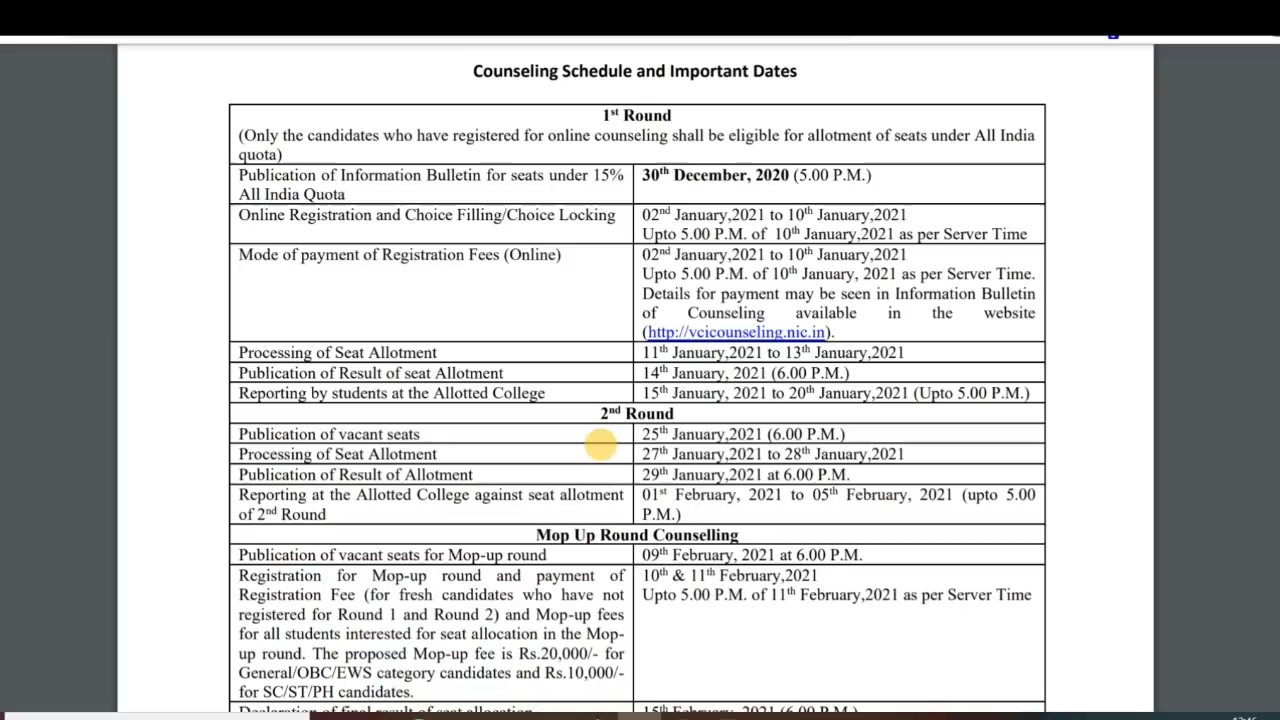 Counseling Schedule and Important Dates
1st Round
(Only the candidates who have registered for online counseling shall be eligible for allotment of seats under All India
quota)
Publication of Information Bulletin for seats under 15%
All India Quota
30th December, 2020 (5.00 P.M.)
Online Registration and Choice Filling/Choice Locking
02nd January,2021 to 10th January,2021
Upto 5.00 P.M. of 10th January,2021 as per Server Time
Mode of payment of Registration Fees (Online)
02nd January,2021 to 10th January,2021
Upto 5.00 P.M. of 10th January, 2021 as per Server Time.
Details for payment may be seen in Information Bulletin
of Counseling available in the website
(http://vcicounseling.nic.in).
Processing of Seat Allotment
11th January,2021 to 13th January,2021
Publication of Result of seat Allotment
14th January, 2021 (6.00 P.M.)
Reporting by students at the Allotted College
15th January, 2021 to 20th January,2021 (Upto 5.00 P.M.)
2nd Round
Publication of vacant seats
25th January,2021 (6.00 P.M.)
Processing of Seat Allotment
27th January,2021 to 28th January,2021
Publication of Result of Allotment
29th January,2021 at 6.00 P.M.
Reporting at the Allotted College against seat allotment
of 2nd Round
01st February, 2021 to 05th February, 2021 (upto 5.00
P.M.)
Mop Up Round Counselling
Publication of vacant seats for Mop-up round
09th February, 2021 at 6.00 P.M.
Registration for Mop-up round and payment of
Registration Fee (for fresh candidates who have not
registered for Round 1 and Round 2) and Mop-up fees
for all students interested for seat allocation in the Mop-
up round. The proposed Mop-up fee is Rs.20,000/- for
General/OBC/EWS category candidates and Rs.10,000/-
for SC/ST/PH candidates.
10th & 11th February,2021
Upto 5.00 P.M. of 11th February,2021 as per Server Time
Declaration of final result of seat allocation
15th February, 2021 (6.00 P.M.)